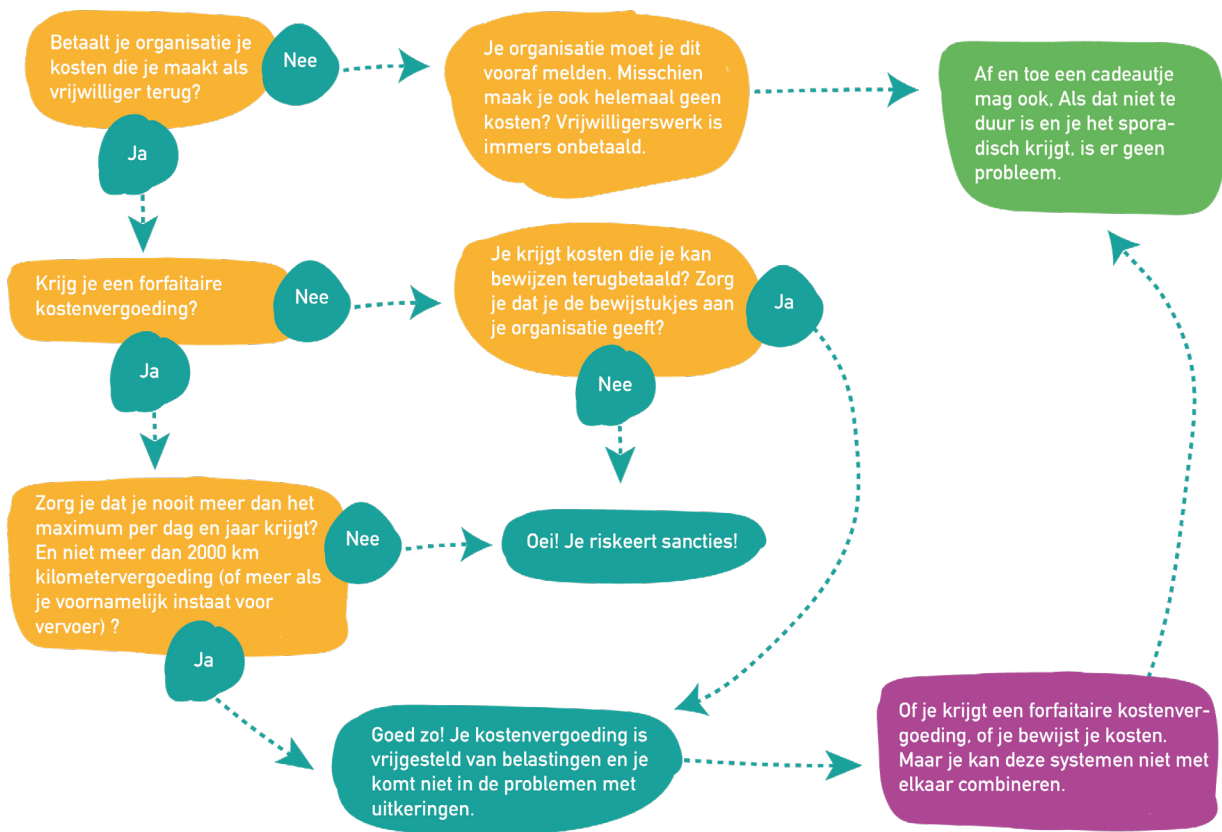 Betaalt je organisatie je
kosten die je maakt als
vrijwilliger terug?
Nee
Je organisatie moet je dit
vooraf melden. Misschien
maak je ook helemaal geen
kosten? Vrijwilligerswerk is
immers onbetaald.
Af en toe een cadeautje
mag ook. Als dat niet te
duur is en je het spora-
disch krijgt, is er geen
probleem.
Ja
Krijg je een forfaitaire
kostenvergoeding?
Nee
Je krijgt kosten die je kan
bewijzen terugbetaald? Zorg
je dat je de bewijstukjes aan
je organisatie geeft?
Ja
Ja
Nee
Zorg je dat je nooit meer dan het
maximum per dag en jaar krijgt?
En niet meer dan 2000 km
kilometervergoeding (of meer als
je voornamelijk instaat voor
vervoer) ?
Nee
Oei! Je riskeert sancties!
Ja
Goed zo! Je kostenvergoeding is
vrijgesteld van belastingen en je
komt niet in de problemen met
uitkeringen.
Of je krijgt een forfaitaire kostenver-
goeding, of je bewijst je kosten.
Maar je kan deze systemen niet met
elkaar combineren.